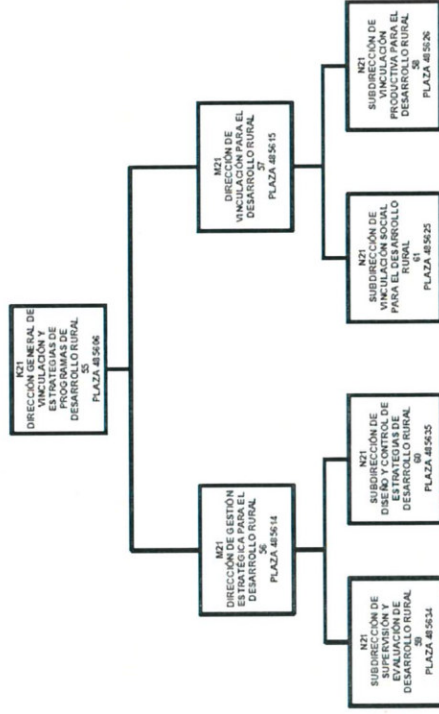 K21
DIRECCIÓN GENERAL DE
VINCULACIÓN Y
ESTRATEGIAS DE
PROGRAMAS DE
DESARROLLO RURAL
55
PLAZA 485606
M21
DIRECCIÓN DE GESTIÓN
ESTRATÉGICA PARA EL
DESARROLLO RURAL
56
PLAZA 485614
M21
DIRECCIÓN DE
VINCULACIÓN PARA EL
DESARROLLO RURAL
57
PLAZA 485615
N21
SUBDIRECCIÓN DE
SUPERVISIÓN Y
EVALUACIÓN DE
DESARROLLO RURAL
59
PLAZA 485634
N21
SUBDIRECCIÓN DE
DISEÑO Y CONTROL DE
ESTRATEGIAS DE
DESARROLLO RURAL
60
PLAZA 485635
N21
SUBDIRECCIÓN DE
VINCULACIÓN SOCIAL
PARA EL DESARROLLO
RURAL
61
PLAZA 485625
N21
SUBDIRECCIÓN DE
VINCULACIÓN
PRODUCTIVA PARA EL
DESARROLLO RURAL
58
PLAZA 485626